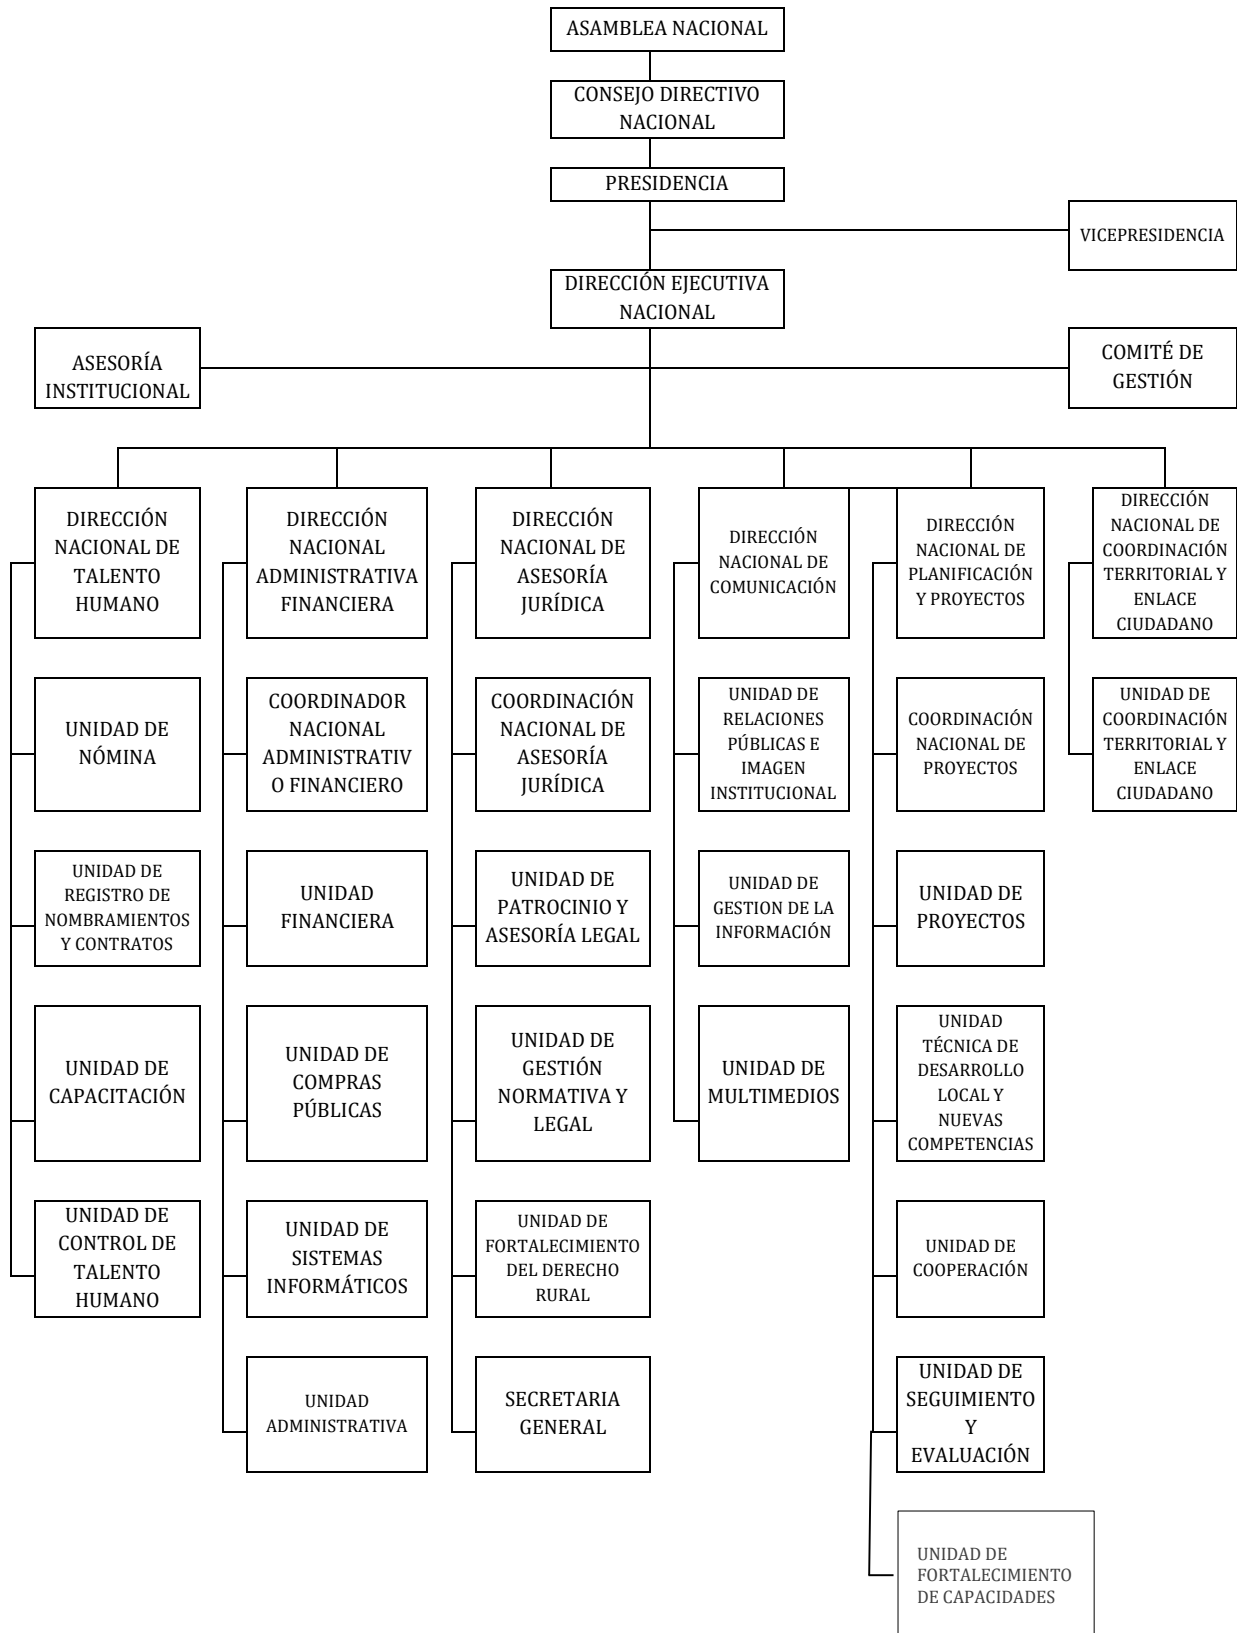 ASAMBLEA NACIONAL
CONSEJO DIRECTIVO
NACIONAL
PRESIDENCIA
VICEPRESIDENCIA
DIRECCIÓN EJECUTIVA
NACIONAL
ASESORÍA
INSTITUCIONAL
COMITÉ DE
GESTIÓN
DIRECCIÓN
NACIONAL DE
TALENTO
HUMANO
DIRECCIÓN
NACIONAL
ADMINISTRATIVA
FINANCIERA
DIRECCIÓN
NACIONAL DE
ASESORÍA
JURÍDICA
DIRECCIÓN
NACIONAL DE
COMUNICACIÓN
DIRECCIÓN
NACIONAL DE
PLANIFICACIÓN
Y PROYECTOS
DIRECCIÓN
NACIONAL DE
COORDINACIÓN
TERRITORIAL Y
ENLACE
CIUDADANO
UNIDAD DE
NÓMINA
COORDINADOR
NACIONAL
ADMINISTRATIV
O FINANCIERO
COORDINACIÓN
NACIONAL DE
ASESORÍA
JURÍDICA
UNIDAD DE
RELACIONES
PÚBLICAS E
IMAGEN
INSTITUCIONAL
COORDINACIÓN
NACIONAL DE
PROYECTOS
UNIDAD DE
COORDINACIÓN
TERRITORIAL Y
ENLACE
CIUDADANO
UNIDAD DE
REGISTRO DE
NOMBRAMIENTOS
Y CONTRATOS
UNIDAD
FINANCIERA
UNIDAD DE
PATROCINIO Y
ASESORÍA LEGAL
UNIDAD DE
GESTION DE LA
INFORMACIÓN
UNIDAD DE
PROYECTOS
UNIDAD DE
CAPACITACIÓN
UNIDAD DE
COMPRAS
PÚBLICAS
UNIDAD DE
GESTIÓN
NORMATIVA Y
LEGAL
UNIDAD DE
MULTIMEDIOS
UNIDAD
TÉCNICA DE
DESARROLLO
LOCAL Y
NUEVAS
COMPETENCIAS
UNIDAD DE
CONTROL DE
TALENTO
HUMANO
UNIDAD DE
SISTEMAS
INFORMÁTICOS
UNIDAD DE
FORTALECIMIENTO
DEL DERECHO
RURAL
UNIDAD DE
COOPERACIÓN
UNIDAD
ADMINISTRATIVA
SECRETARIA
GENERAL
UNIDAD DE
SEGUIMIENTO
Y
EVALUACIÓN
UNIDAD DE
FORTALECIMIENTO
DE CAPACIDADES